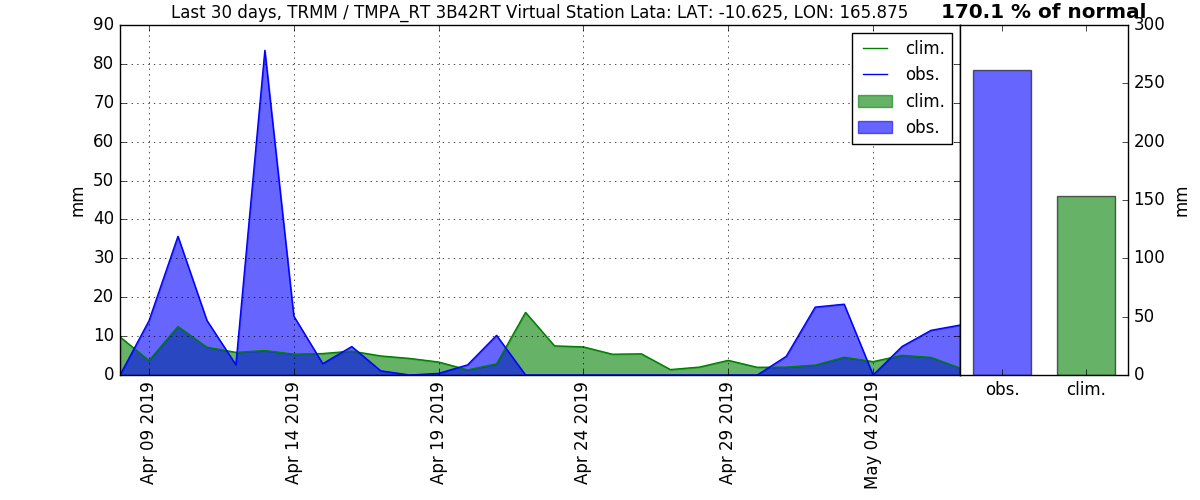 Last 30 days, TRMM / TMPA_RT 3B42RT Virtual Station Lata: LAT: -10.625, LON: 165.875
170.1 % of normal
90
80
70
60
50
40
30
20
10
0
mm
clim.
obs.
clim.
obs.
Apr 09 2019
Apr 14 2019
Apr 19 2019
Apr 24 2019
Apr 29 2019
May 04 2019
300
250
200
150
100
50
0
mm
obs.
clim.